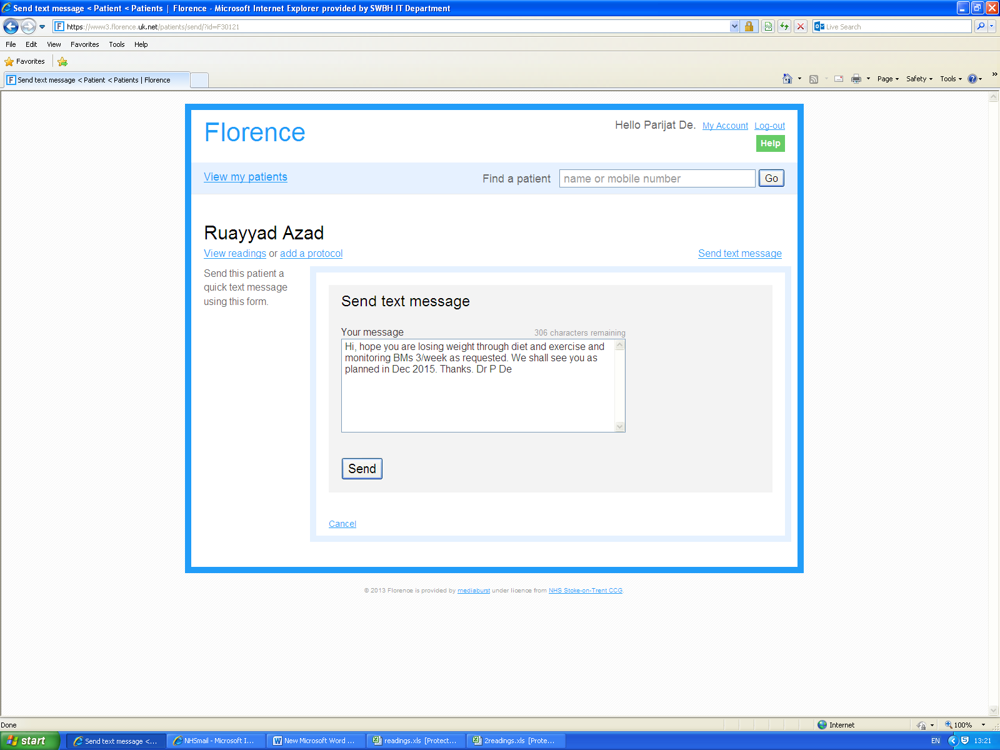 Send text message < Patient < Patients | Florence - Microsoft Internet Explorer provided by SWBH IT Department
https://www3.florence.uk.net/patients/send/?id=F30121
Live Search
File Edit View Favorites Tools Help
Favorites
Send text message < Patient < Patients | Florence
Page Safety Tools
Florence
Hello Parijat De. My Account Log-out
Help
View my patients
Find a patient name or mobile number Go
Ruayyad Azad
View readings or add a protocol
Send text message
Send this patient a
quick text message
using this form.
Send text message
Your message 306 characters remaining
Hi, hope you are losing weight through diet and exercise and
monitoring BMs 3/week as requested. We shall see you as
planned in Dec 2015. Thanks. Dr P De
Send
Cancel
© 2013 Florence is provided by mediaburst under licence from NHS Stoke-on-Trent CCG.
Done
Internet
100%
start
Send text message <...
NHSmail - Microsoft I...
New Microsoft Word ...
readings.xls [Protect...
2readings.xls [Prote...
EN
13:21